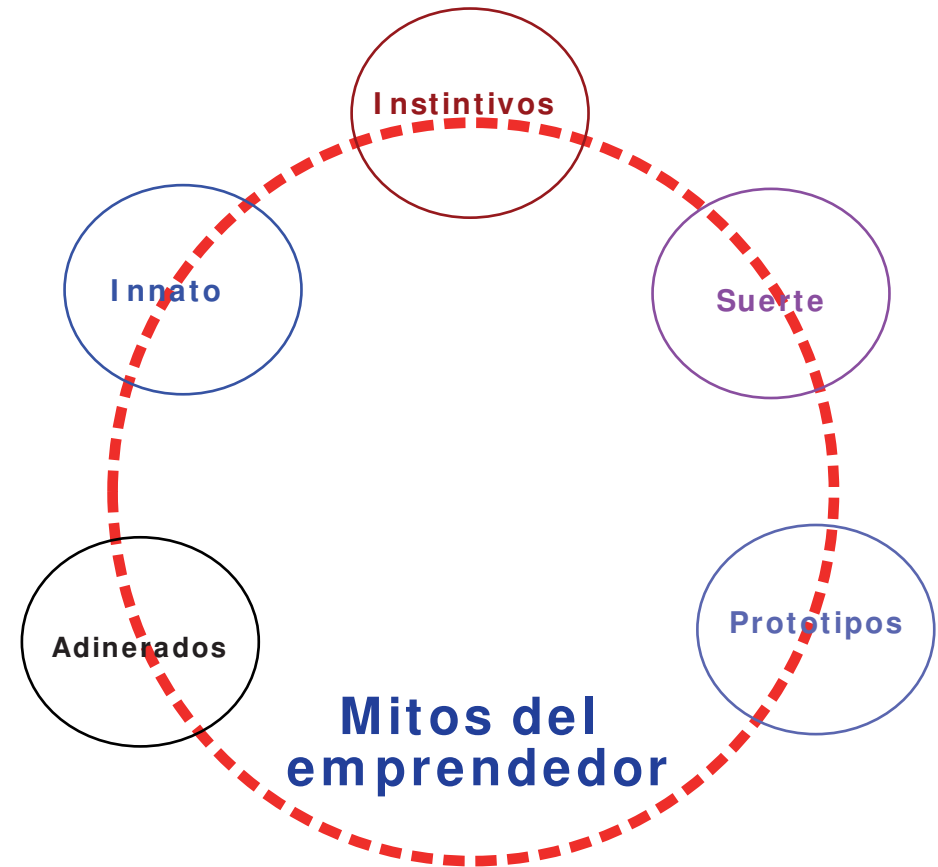 Instintivos
Innato
Suerte
Prototipos
Adinerados
Mitos del
emprendedor